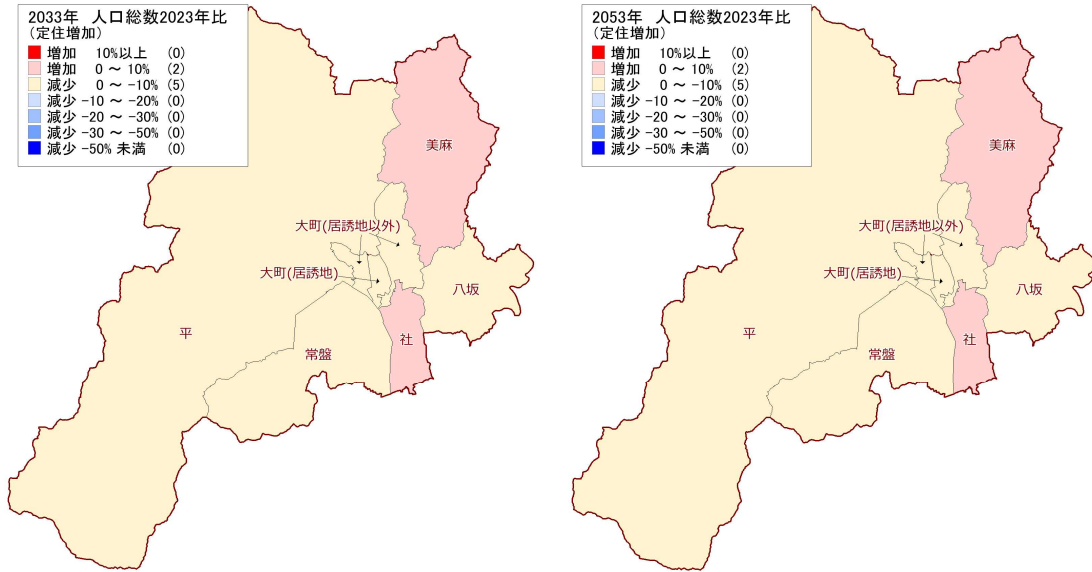 2033年 人口総数2023年比
(定住増加)
増加 10%以上 (0)
増加 0 ～ 10% (2)
減少 0 ～ -10% (5)
減少 -10 ～ -20% (0)
減少 -20 ～ -30% (0)
減少 -30 ～ -50% (0)
減少 -50% 未満 (0)
美麻
大町(居誘地以外)
大町(居誘地)
八坂
平
社
常盤
2053年 人口総数2023年比
(定住増加)
増加 10%以上 (0)
増加 0 ～ 10% (2)
減少 0 ～ -10% (5)
減少 -10 ～ -20% (0)
減少 -20 ～ -30% (0)
減少 -30 ～ -50% (0)
減少 -50% 未満 (0)
美麻
大町(居誘地以外)
大町(居誘地)
八坂
平
社
常盤